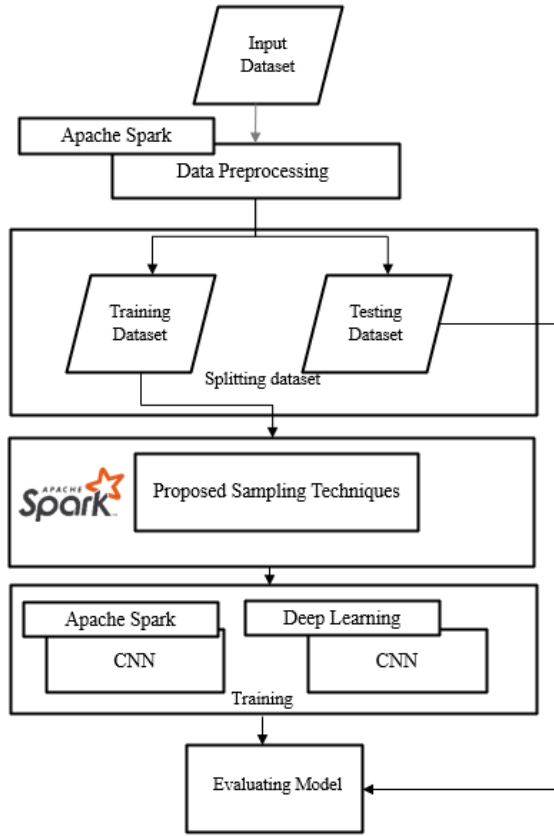 Input
Dataset
Apache Spark
Data Preprocessing
Training
Dataset
Testing
Dataset
Splitting dataset
APACHE
Spark
Proposed Sampling Techniques
Apache Spark
CNN
Deep Learning
CNN
Training
Evaluating Model